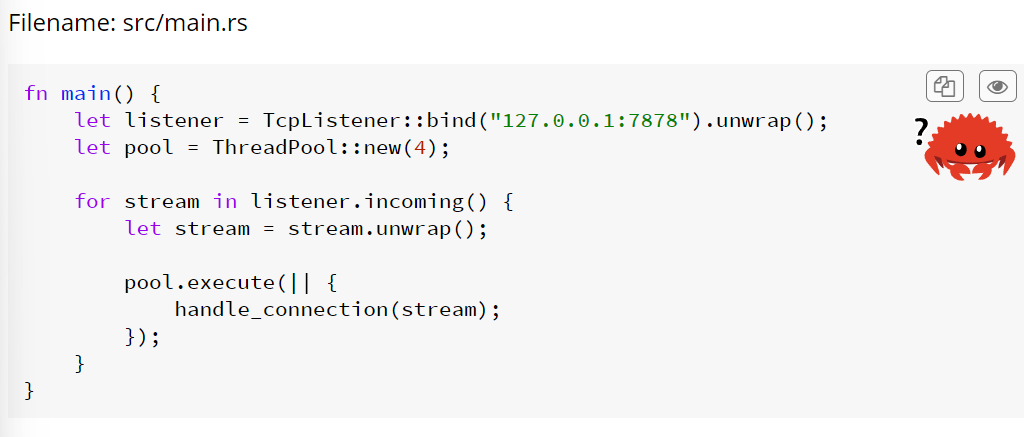 Filename: src/main.rs
fn main() {
    let listener = TcpListener::bind("127.0.0.1:7878").unwrap();
    let pool = ThreadPool::new(4);
    for stream in listener.incoming() {
        let stream = stream.unwrap();
        pool.execute(|| {
            handle_connection(stream);
        });
    }
}
?